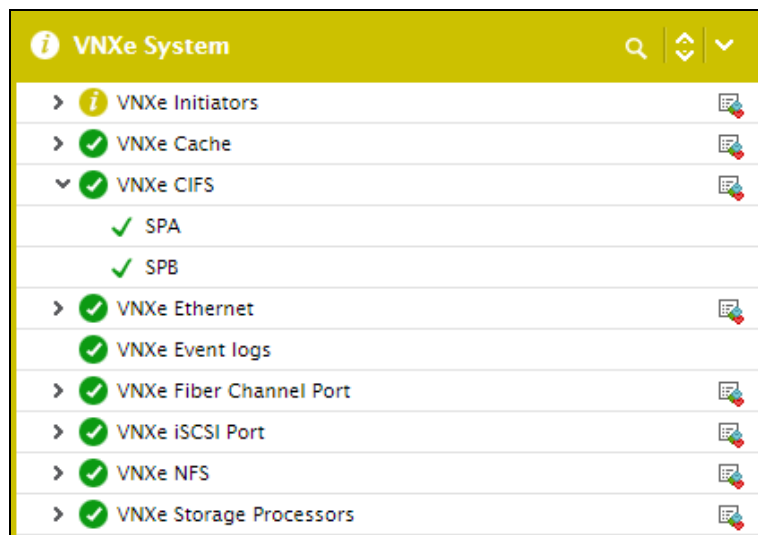 VNXe System
VNXe Initiators
VNXe Cache
VNXe CIFS
SPA
SPB
VNXe Ethernet
VNXe Event logs
VNXe Fiber Channel Port
VNXe iSCSI Port
VNXe NFS
VNXe Storage Processors